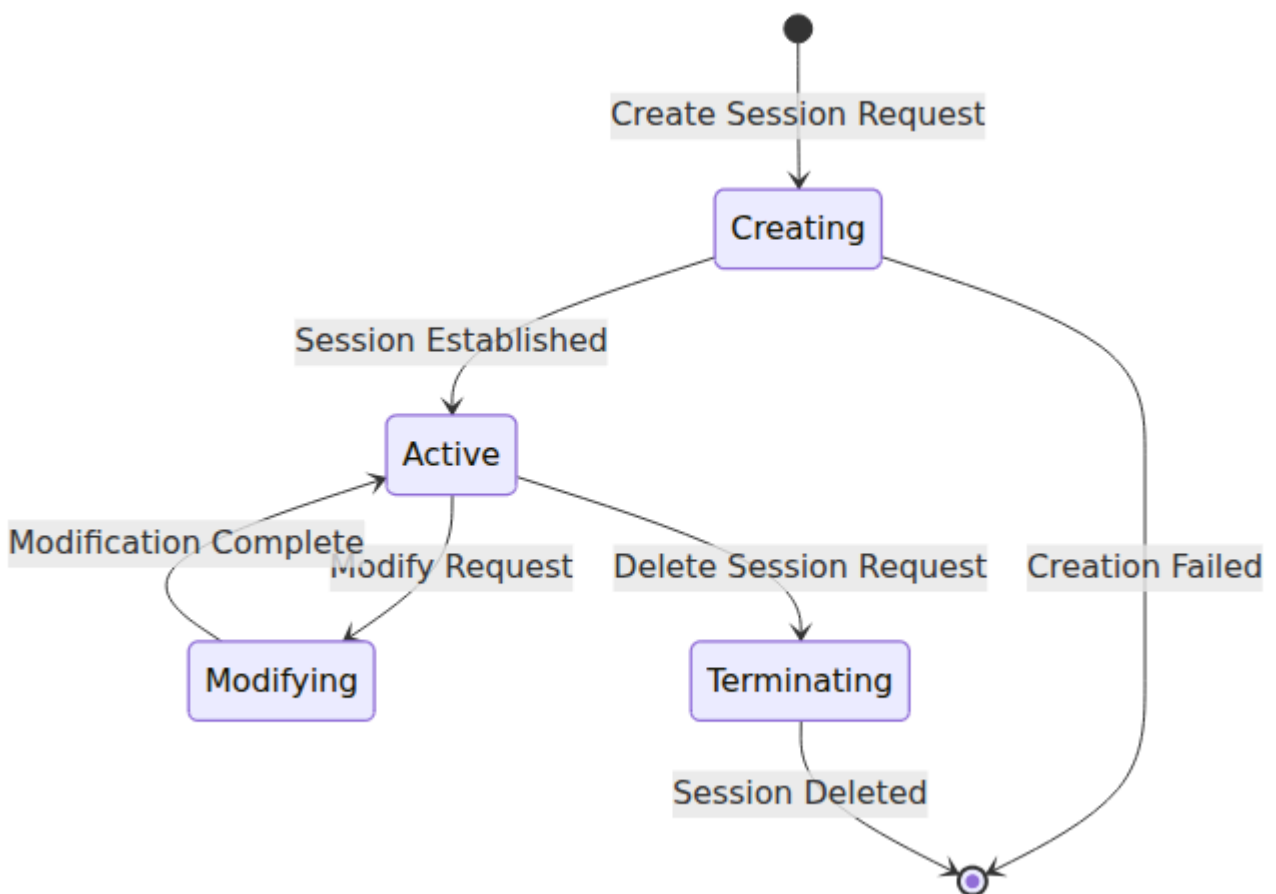 Create Session Request
Creating
Session Established
Active
Modification Complete
Modify Request
Delete Session Request
Creation Failed
Modifying
Terminating
Session Deleted